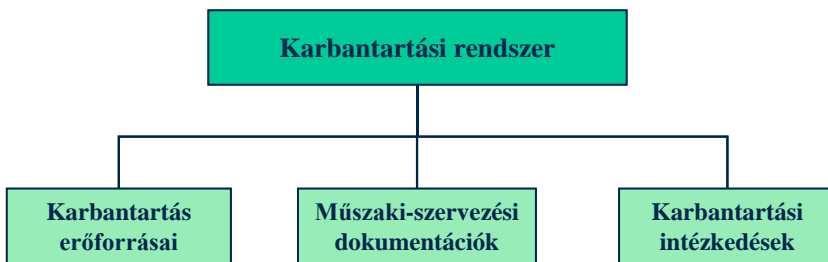 Karbantartási rendszer
Karbantartás
erőforrásai
Műszaki-szervezési
dokumentációk
Karbantartási
intézkedések